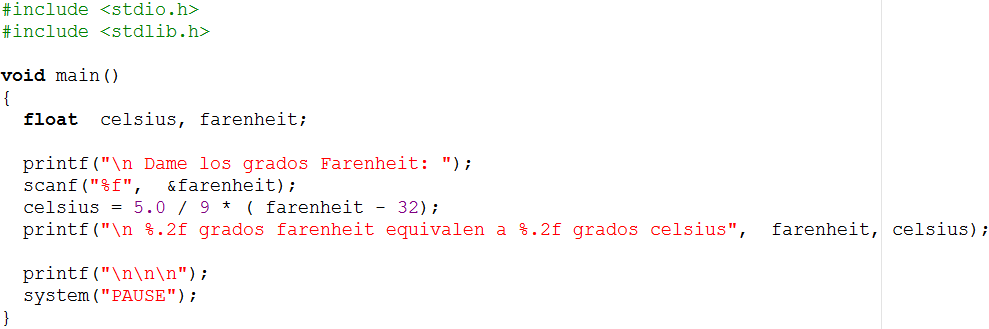 #include <stdio.h>
#include <stdlib.h>
void main()
{
float  celsius, farenheit;
printf("\n Dame los grados Farenheit: ");
scanf("%f",  &farenheit);
celsius = 5.0 / 9 * ( farenheit - 32);
printf("\n %.2f grados farenheit equivalen a %.2f grados celsius",  farenheit, celsius);
printf("\n\n\n");
system("PAUSE");
}